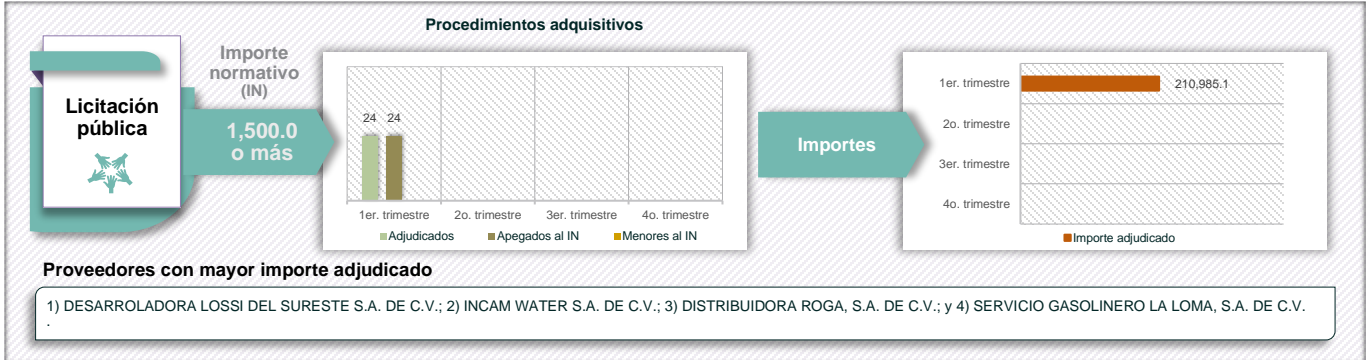 Procedimientos adquisitivos
Licitación
pública
Importe
normativo
(IN)
1,500.0
o más
24 24
1er. trimestre 2o. trimestre 3er. trimestre 4o. trimestre
Adjudicados Apegados al IN Menores al IN
Importes
1er. trimestre 210,985.1
2o. trimestre
3er. trimestre
4o. trimestre
Importe adjudicado
Proveedores con mayor importe adjudicado
1) DESARROLADORA LOSSI DEL SURESTE S.A. DE C.V.; 2) INCAM WATER S.A. DE C.V.; 3) DISTRIBUIDORA ROGA, S.A. DE C.V.; y 4) SERVICIO GASOLINERO LA LOMA, S.A. DE C.V.
.